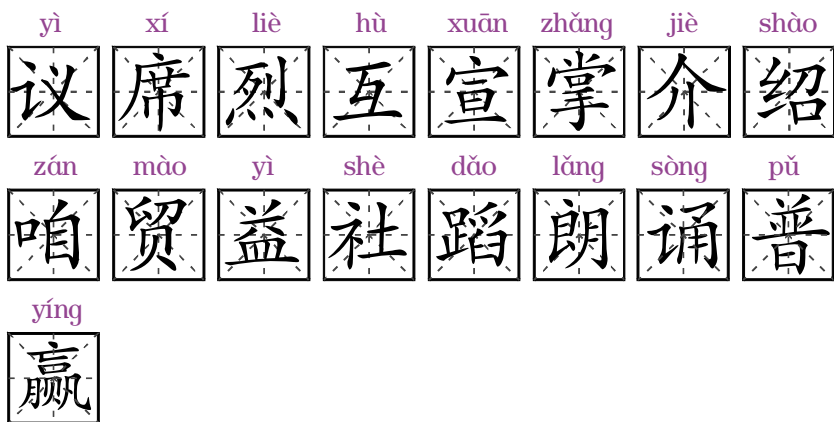 yì xí liè hù xuān zhǎng jiè shào
议 席 烈 互 宣 掌 介 绍
zán mào yì shè dǎo lǎng sòng pǔ
咱 贸 益 社 蹈 朗 诵 普
yíng
赢